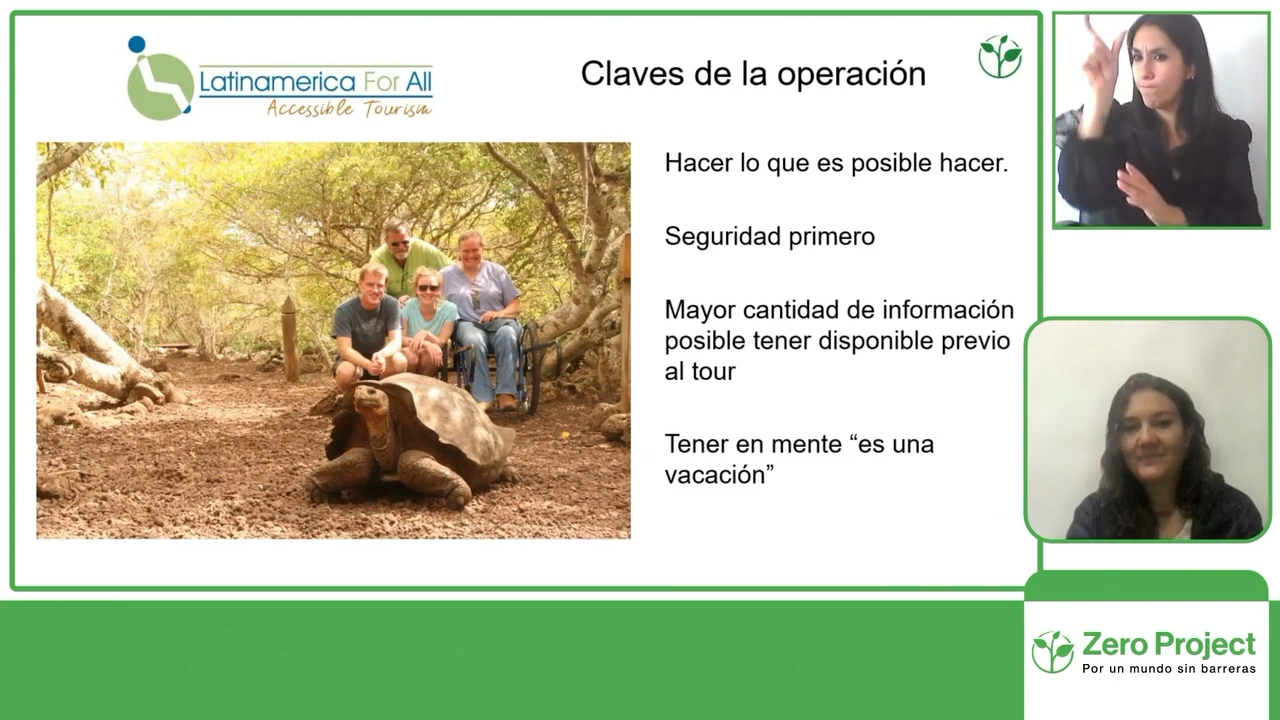 Latinamerica For All
Accessible Tourism
Claves de la operación
Hacer lo que es posible hacer.
Seguridad primero
Mayor cantidad de información
posible tener disponible previo
al tour
Tener en mente “es una
vacación”
Zero Project
Por un mundo sin barreras